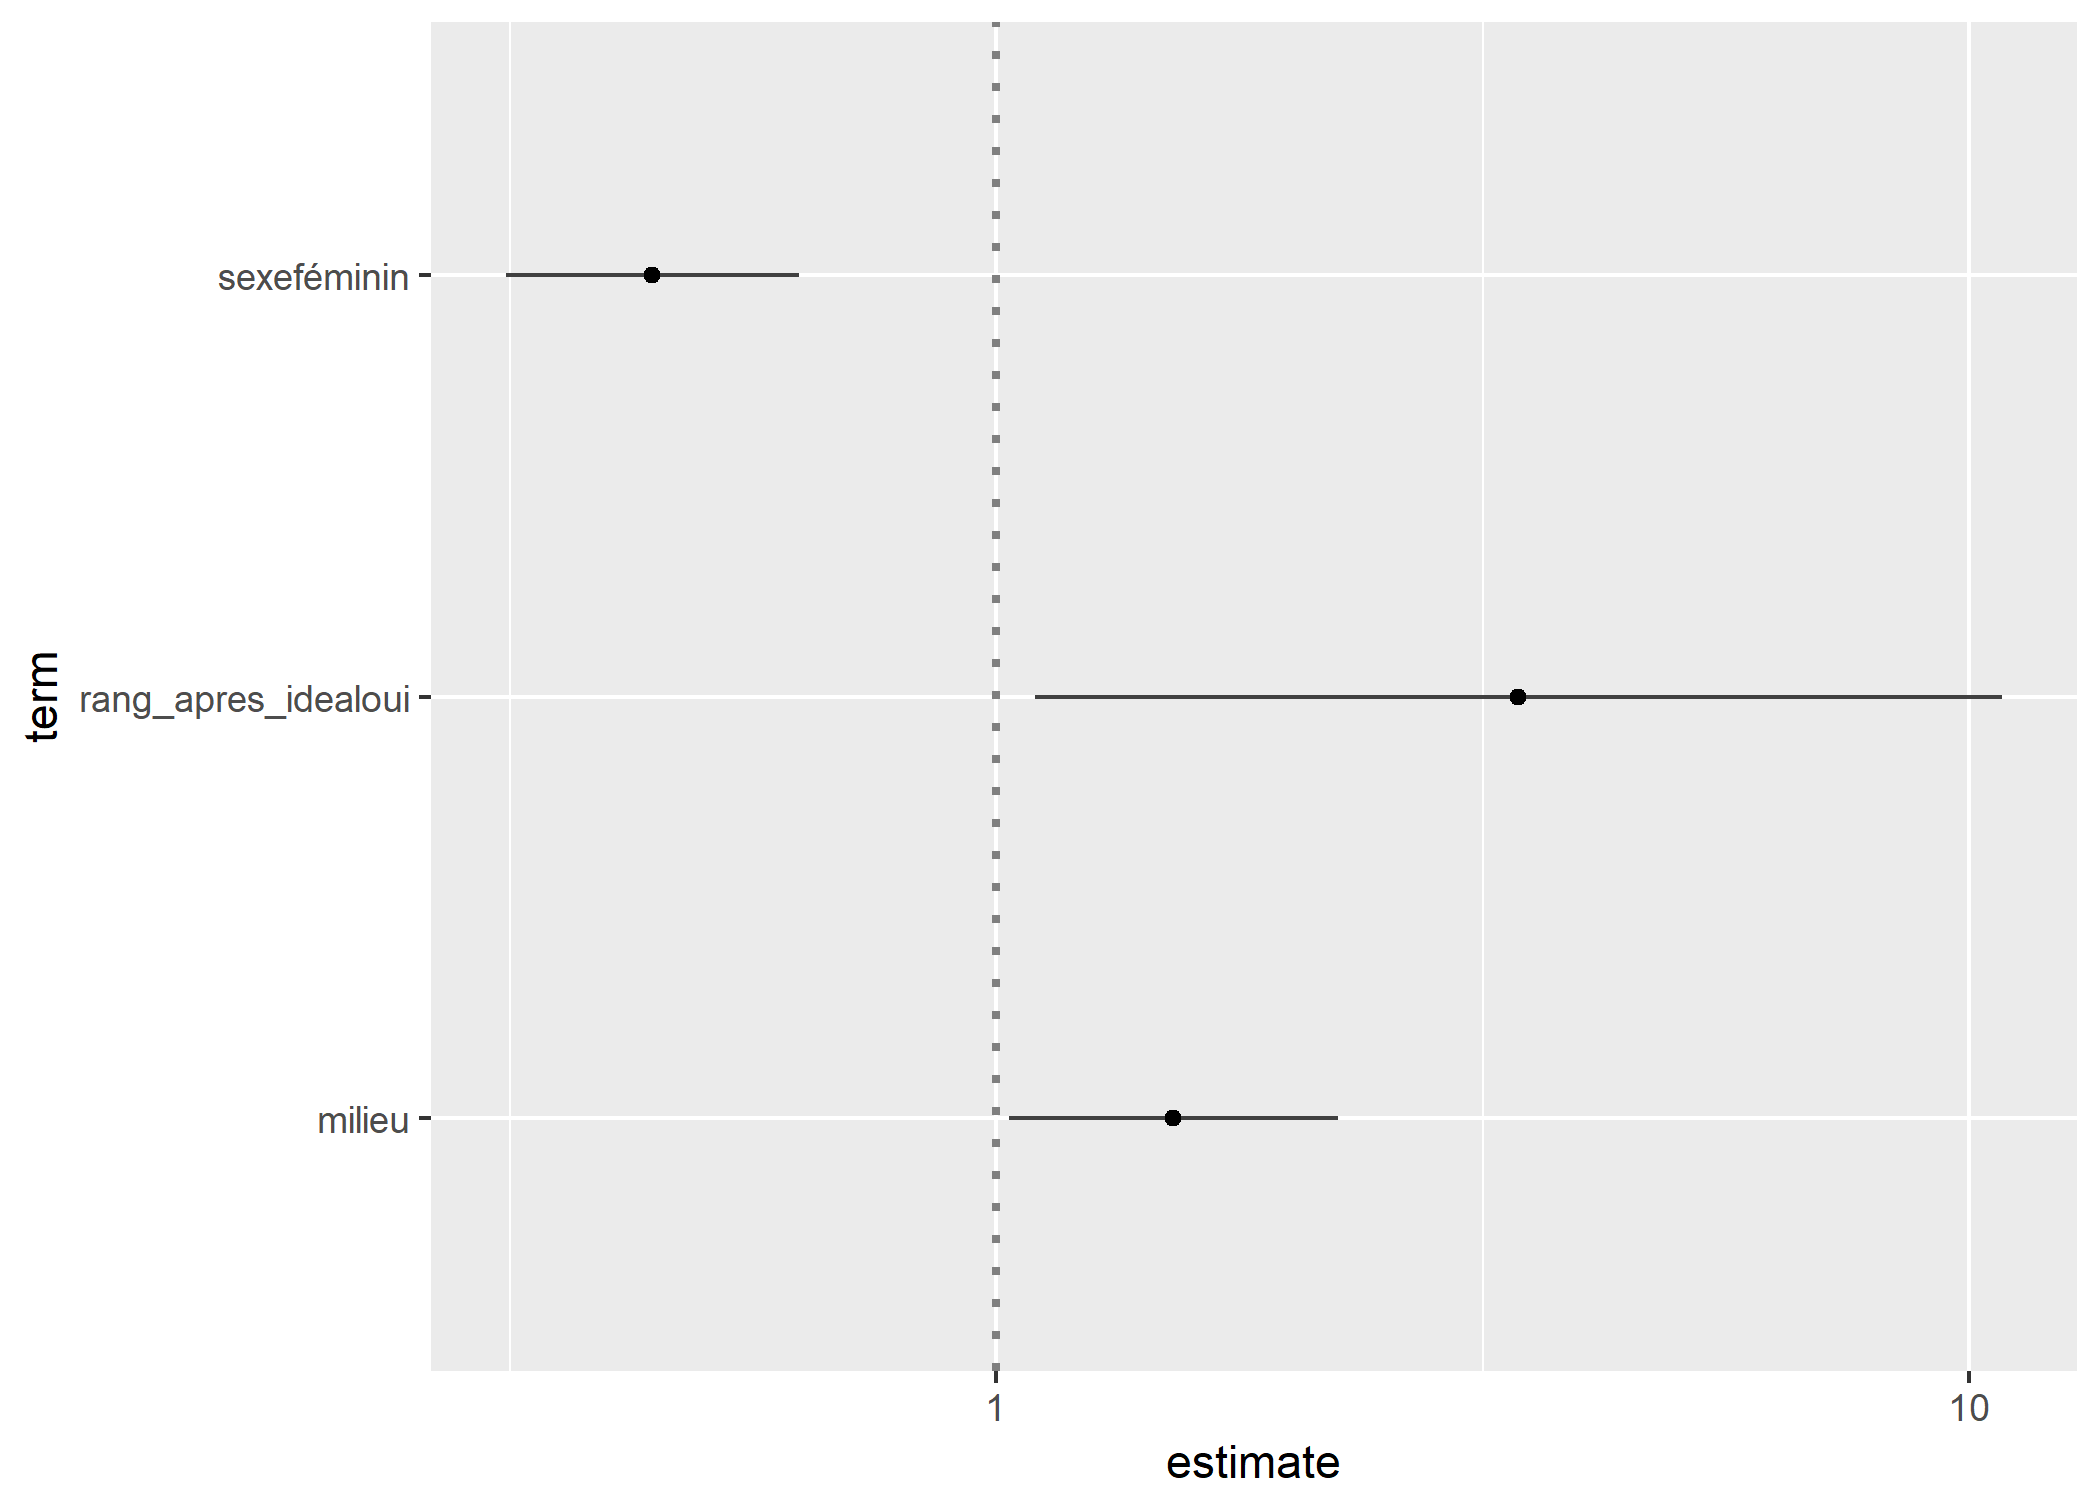 term
sexeféminin
rang_apres_idealoui
milieu
1
10
estimate